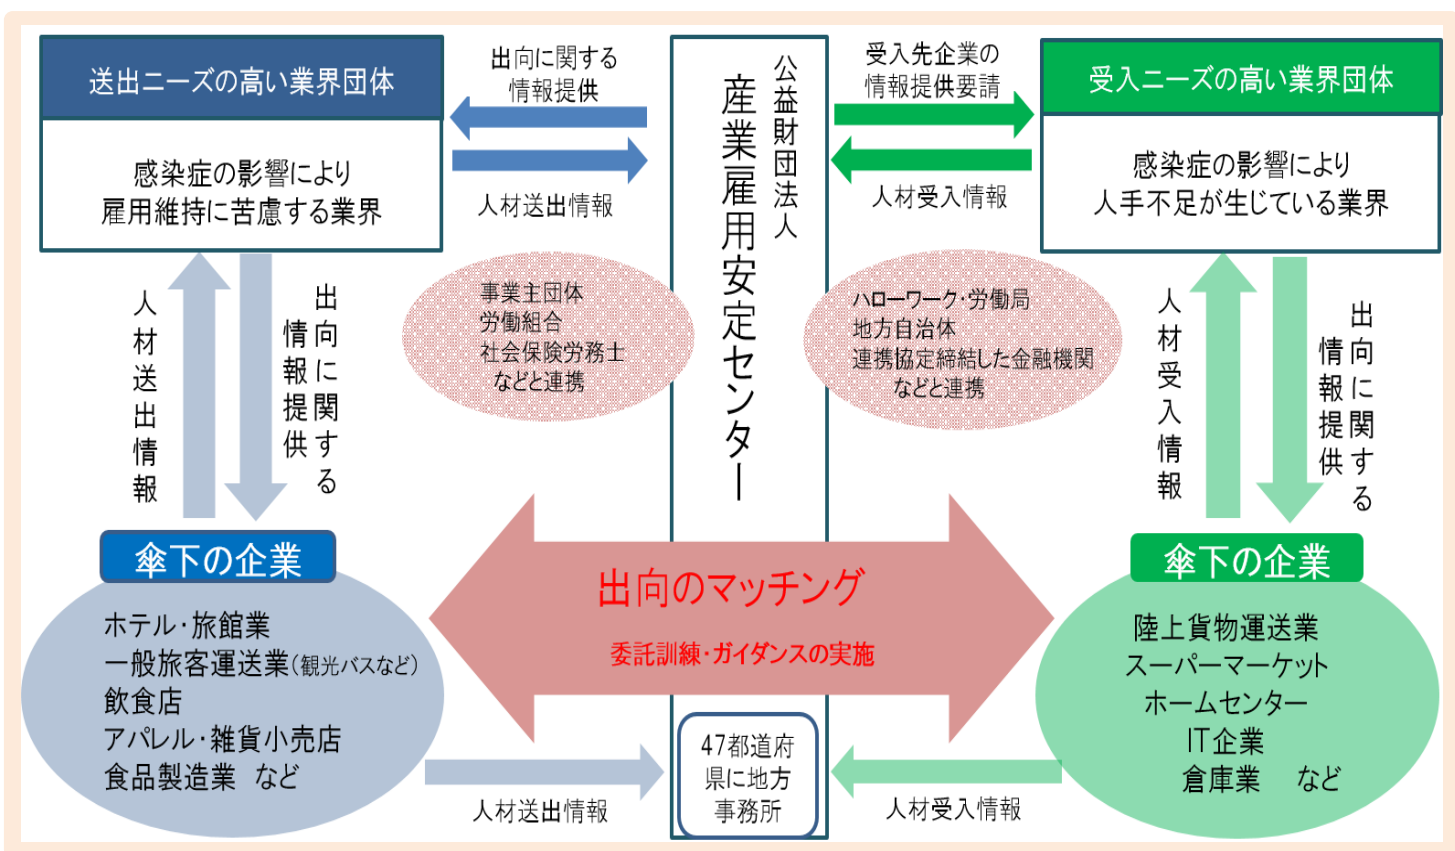 送出ニーズの高い業界団体
感染症の影響により
雇用維持に苦慮する業界
出向に関する
情報提供
人材送出情報
公益財団法人
産業雇用安定センター
受入先企業の
情報提供要請
人材受入情報
受入ニーズの高い業界団体
感染症の影響により
人手不足が生じている業界
事業主団体
労働組合
社会保険労務士
などと連携
ハローワーク・労働局
地方自治体
連携協定締結した金融機関
などと連携
人材送出情報
出向に関する
情報提供
人材受入情報
出向に関する
情報提供
傘下の企業
ホテル・旅館業
一般旅客運送業(観光バスなど)
飲食店
アパレル・雑貨小売店
食品製造業 など
出向のマッチング
委託訓練・ガイダンスの実施
傘下の企業
陸上貨物運送業
スーパーマーケット
ホームセンター
IT企業
倉庫業 など
人材送出情報
47都道府
県に地方
事務所
人材受入情報